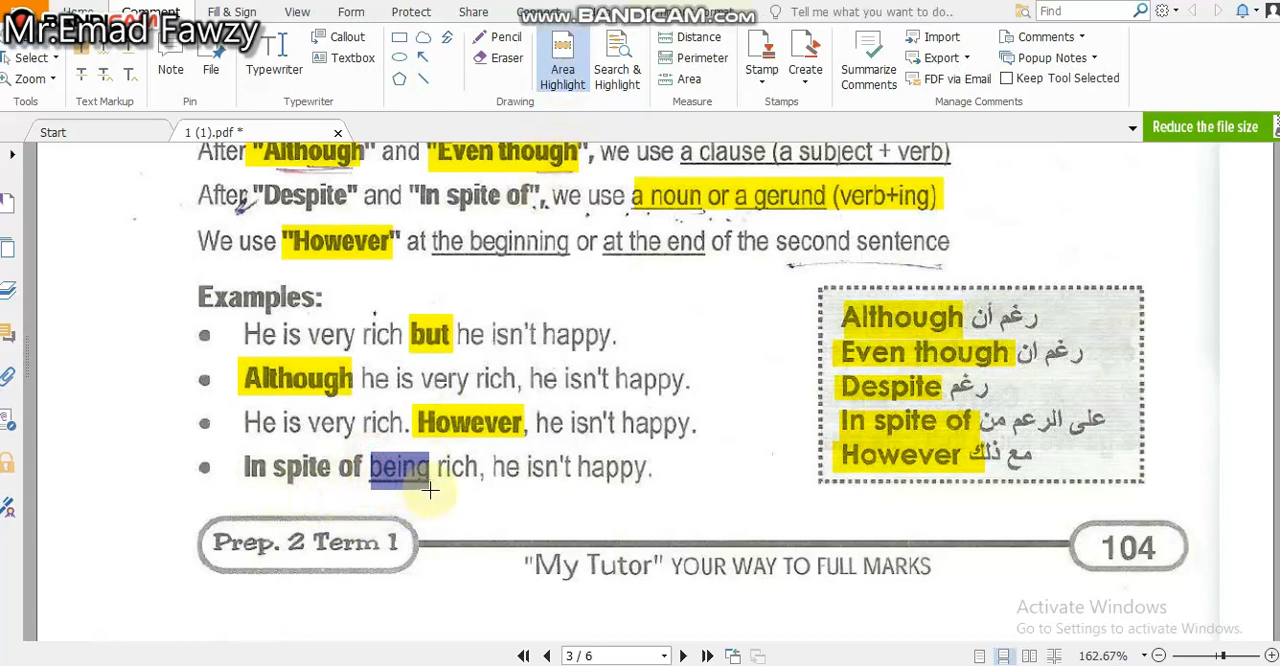 Comment
Fill & Sign
View
Form
Protect
Share
Tell me what you want to do..
Find
www.BANDICAM.com
Mr.Emad Fawzy
Select
Zoom
Tools
Text Markup
Note
File
Pin
Typewriter
Callout
Textbox
Typewriter
Pencil
Eraser
Area
Highlight
Search &
Highlight
Drawing
Distance
Perimeter
Area
Measure
Stamp
Create
Stamps
Summarize
Comments
Import
Export
FDF via Email
Comments
Popup Notes
Keep Tool Selected
Manage Comments
Start
1 (1).pdf *
Reduce the file size
After "Although" and "Even though", we use a clause (a subject + verb)
After "Despite" and "In spite of", we use a noun or a gerund (verb+ing)
We use "However" at the beginning or at the end of the second sentence
Examples:
• He is very rich but he isn't happy.
• Although he is very rich, he isn't happy.
• He is very rich. However, he isn't happy.
• In spite of being rich, he isn't happy.
Although رغم أن
Even though رغم ان
Despite رغم
In spite of على الرغم من
However مع ذلك
Prep. 2 Term 1
"My Tutor" YOUR WAY TO FULL MARKS
104
Activate Windows
Go to Settings to activate Windows.
3 / 6
162.67%